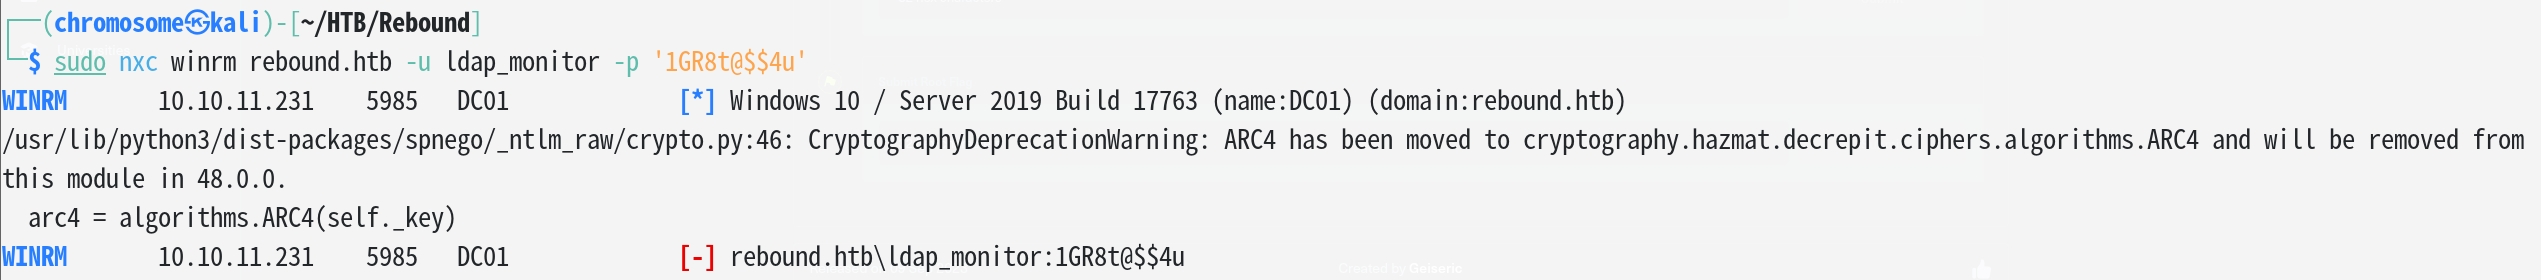 (chromosome㉿kali)-[~/HTB/Rebound]
$ sudo nxc winrm rebound.htb -u ldap_monitor -p '1GR8t@$$4u'
WINRM 10.10.11.231 5985 DC01 [*] Windows 10 / Server 2019 Build 17763 (name:DC01) (domain:rebound.htb)
/usr/lib/python3/dist-packages/spnego/_ntlm_raw/crypto.py:46: CryptographyDeprecationWarning: ARC4 has been moved to cryptography.hazmat.decrepit.ciphers.algorithms.ARC4 and will be removed from
this module in 48.0.0.
arc4 = algorithms.ARC4(self._key)
WINRM 10.10.11.231 5985 DC01 [-] rebound.htb\ldap_monitor:1GR8t@$$4u
Created by Geiseric